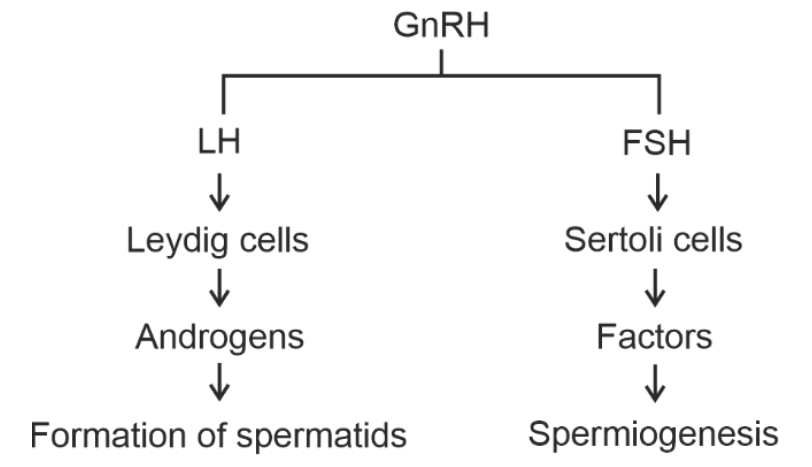 GnRH
LH
FSH
Leydig cells
Sertoli cells
Androgens
Factors
Formation of spermatids
Spermiogenesis